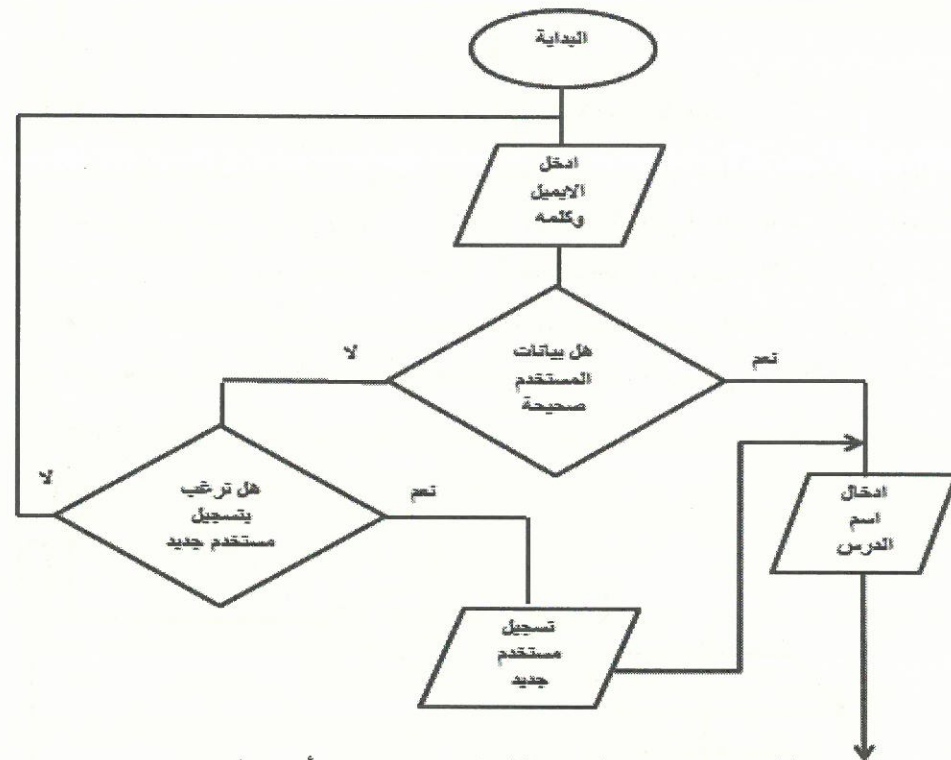 البداية
ادخل
الايميل
وكلمه
هل بيانات
المستخدم
صحيحة
نعم
لا
ادخال
اسم
الدرس
هل ترغب
بتسجيل
مستخدم جديد
نعم
لا
تسجيل
مستخدم
جديد